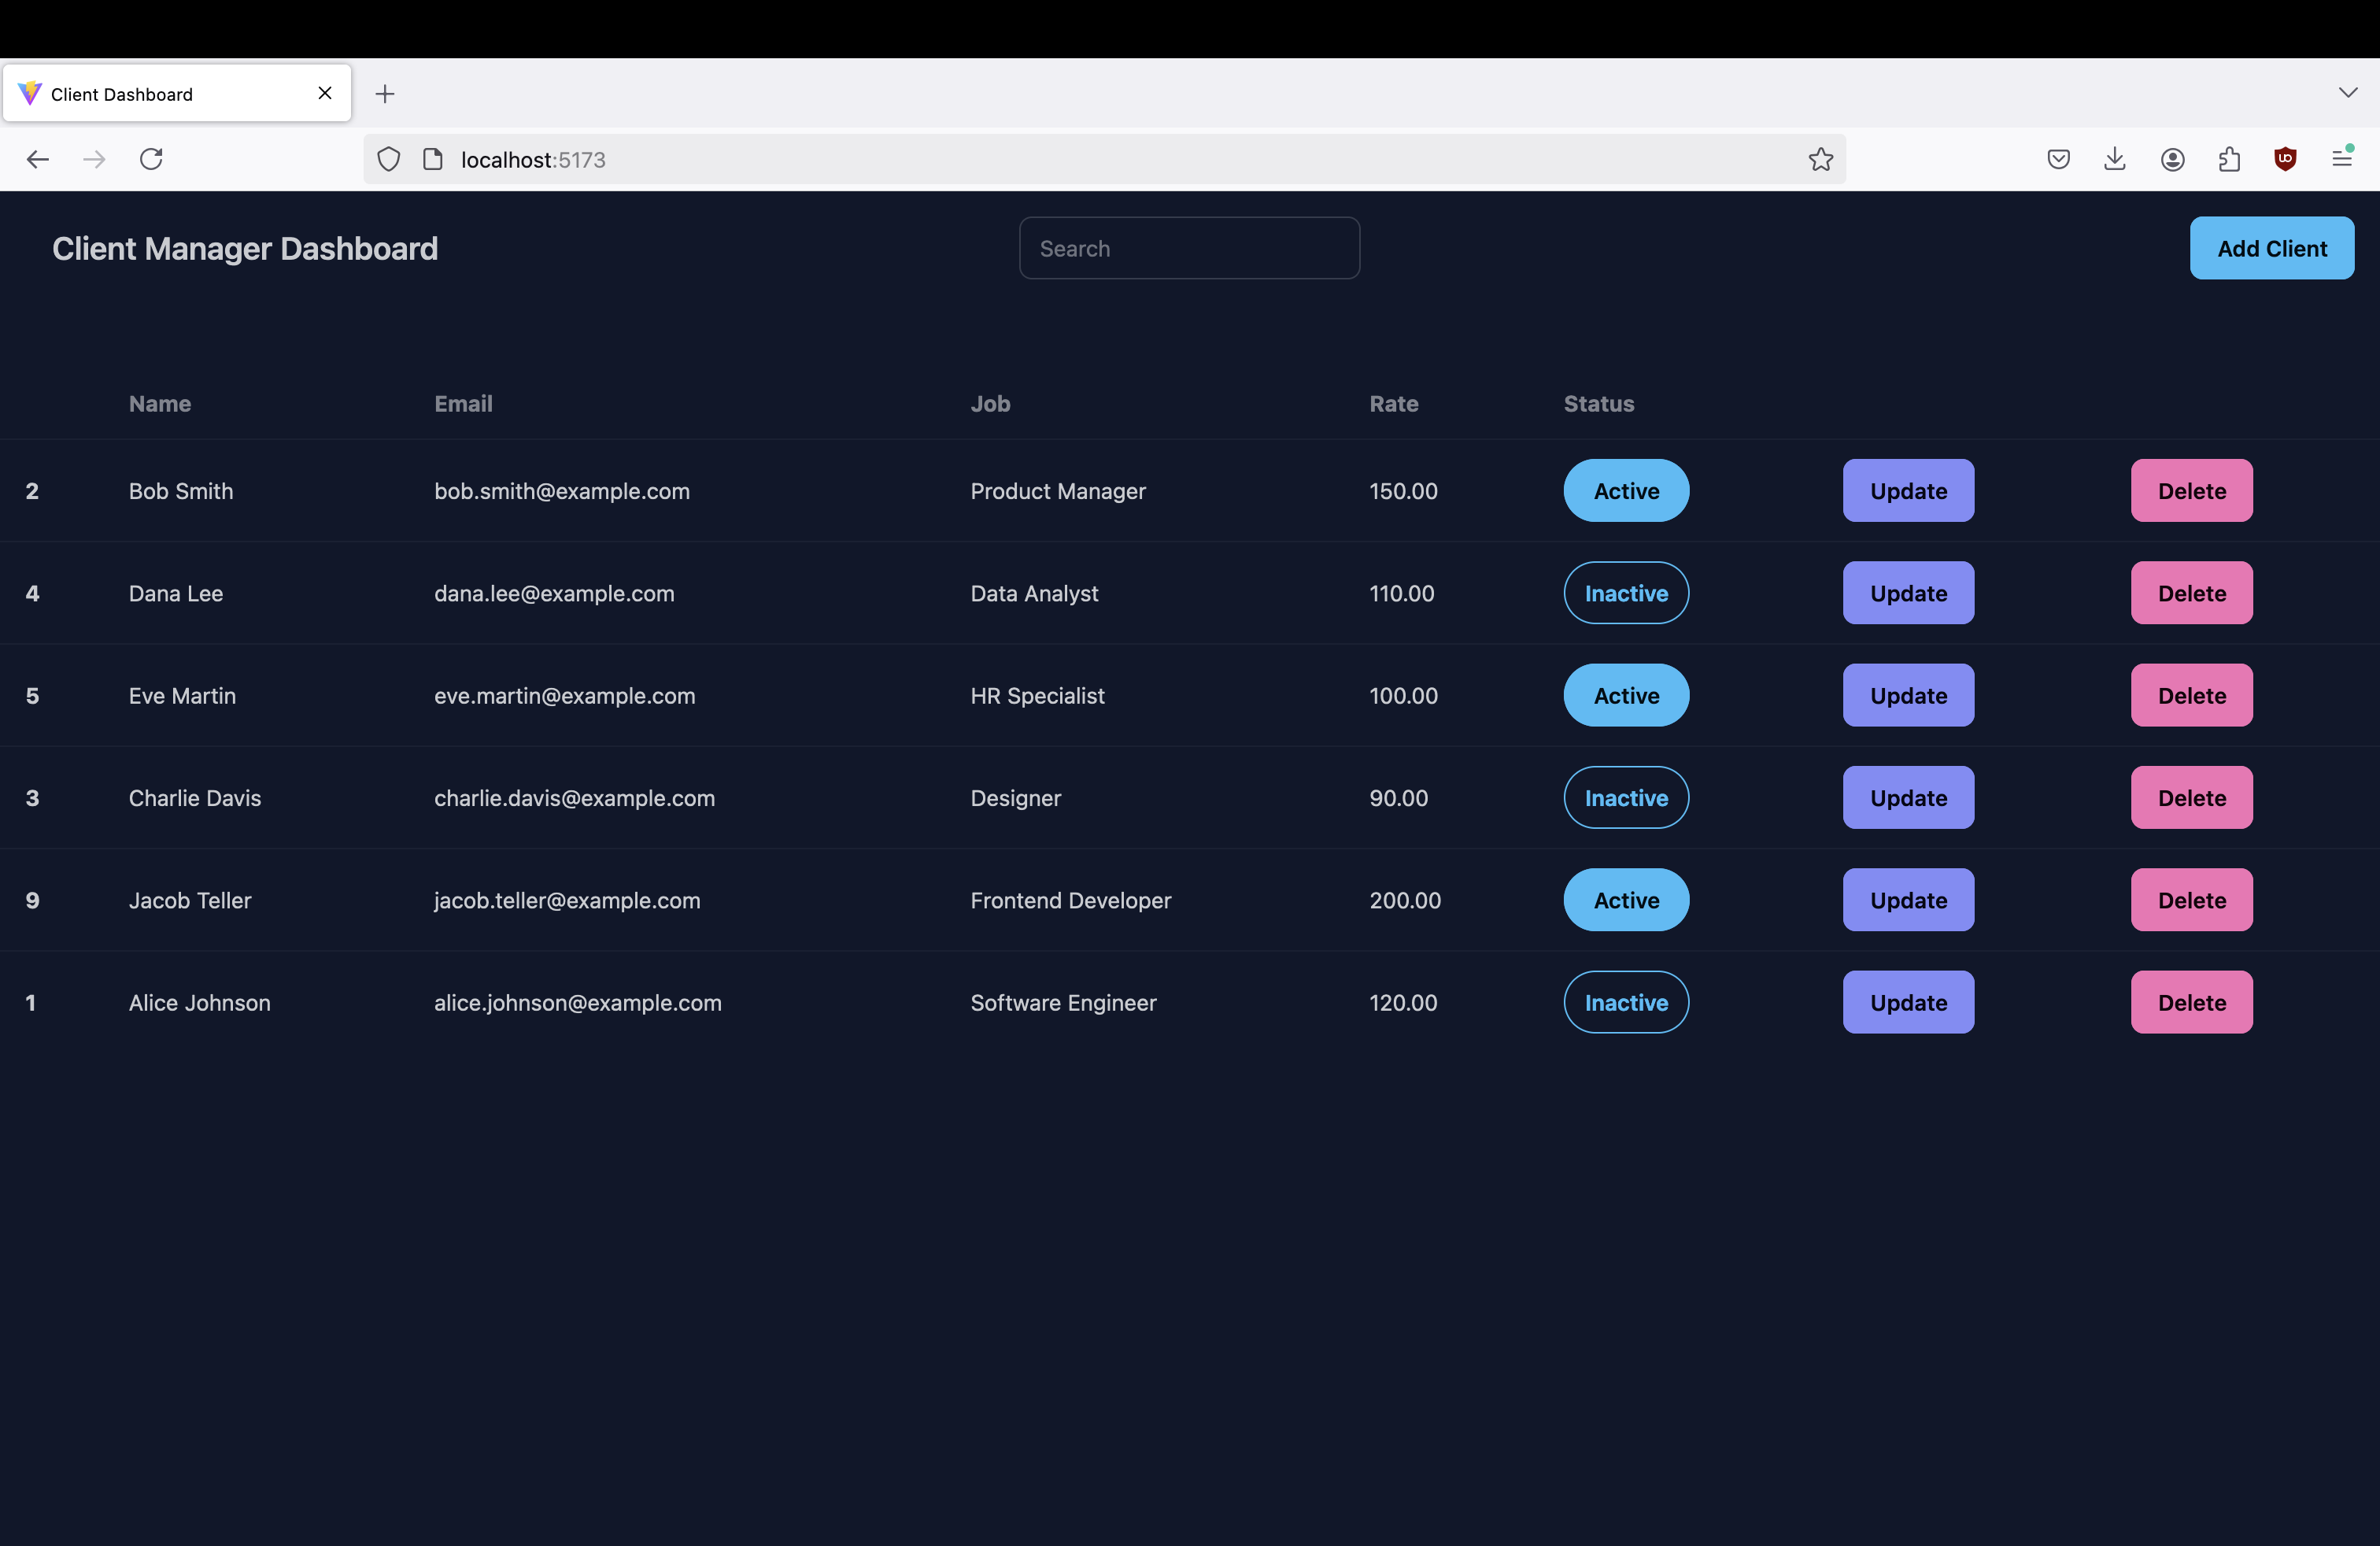 Client Dashboard
localhost:5173
Client Manager Dashboard Search Add Client
Name Email Job Rate Status
2 Bob Smith bob.smith@example.com Product Manager 150.00 Active Update Delete
4 Dana Lee dana.lee@example.com Data Analyst 110.00 Inactive Update Delete
5 Eve Martin eve.martin@example.com HR Specialist 100.00 Active Update Delete
3 Charlie Davis charlie.davis@example.com Designer 90.00 Inactive Update Delete
9 Jacob Teller jacob.teller@example.com Frontend Developer 200.00 Active Update Delete
1 Alice Johnson alice.johnson@example.com Software Engineer 120.00 Inactive Update Delete